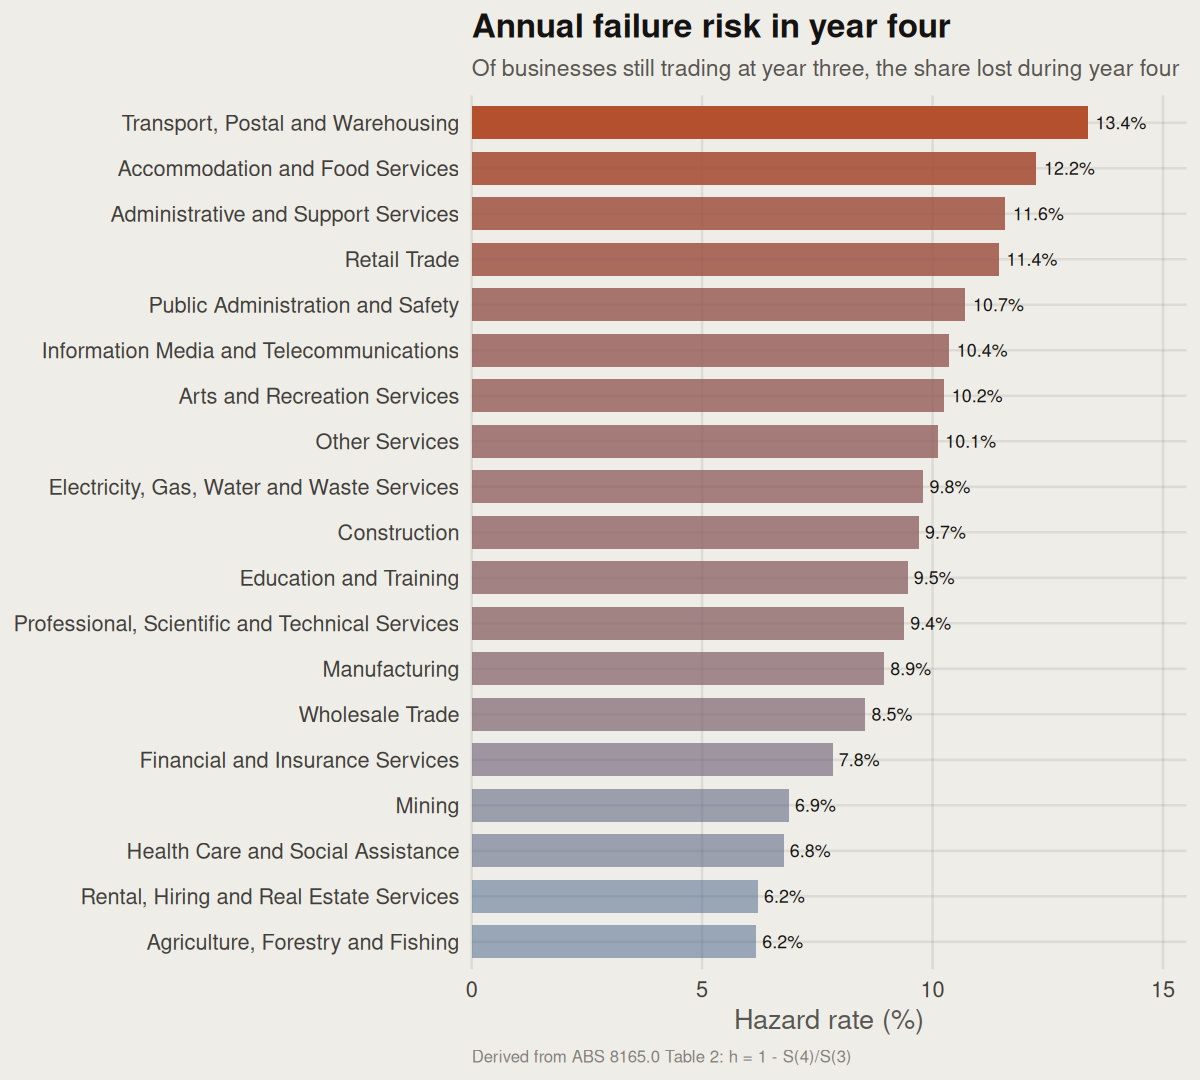 Annual failure risk in year four
Of businesses still trading at year three, the share lost during year four
Transport, Postal and Warehousing 13.4%
Accommodation and Food Services 12.2%
Administrative and Support Services 11.6%
Retail Trade 11.4%
Public Administration and Safety 10.7%
Information Media and Telecommunications 10.4%
Arts and Recreation Services 10.2%
Other Services 10.1%
Electricity, Gas, Water and Waste Services 9.8%
Construction 9.7%
Education and Training 9.5%
Professional, Scientific and Technical Services 9.4%
Manufacturing 8.9%
Wholesale Trade 8.5%
Financial and Insurance Services 7.8%
Mining 6.9%
Health Care and Social Assistance 6.8%
Rental, Hiring and Real Estate Services 6.2%
Agriculture, Forestry and Fishing 6.2%
0 5 10 15
Hazard rate (%)
Derived from ABS 8165.0 Table 2: h = 1 - S(4)/S(3)